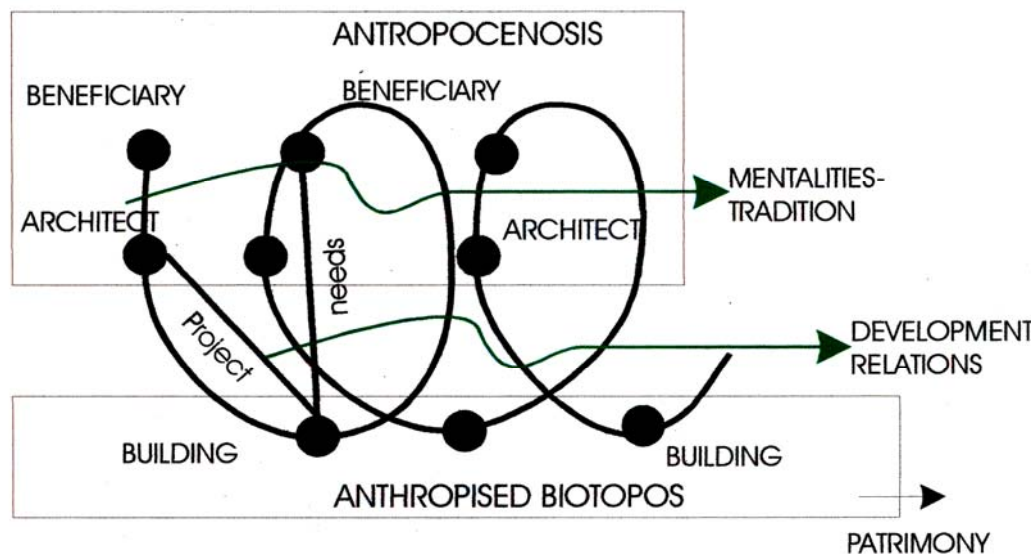 ANTROPOCENOSIS
BENEFICIARY
BENEFICIARY
MENTALITIES-
TRADITION
ARCHITECT
ARCHITECT
needs
Project
DEVELOPMENT
RELATIONS
BUILDING
BUILDING
ANTHROPISED BIOTOPOS
PATRIMONY